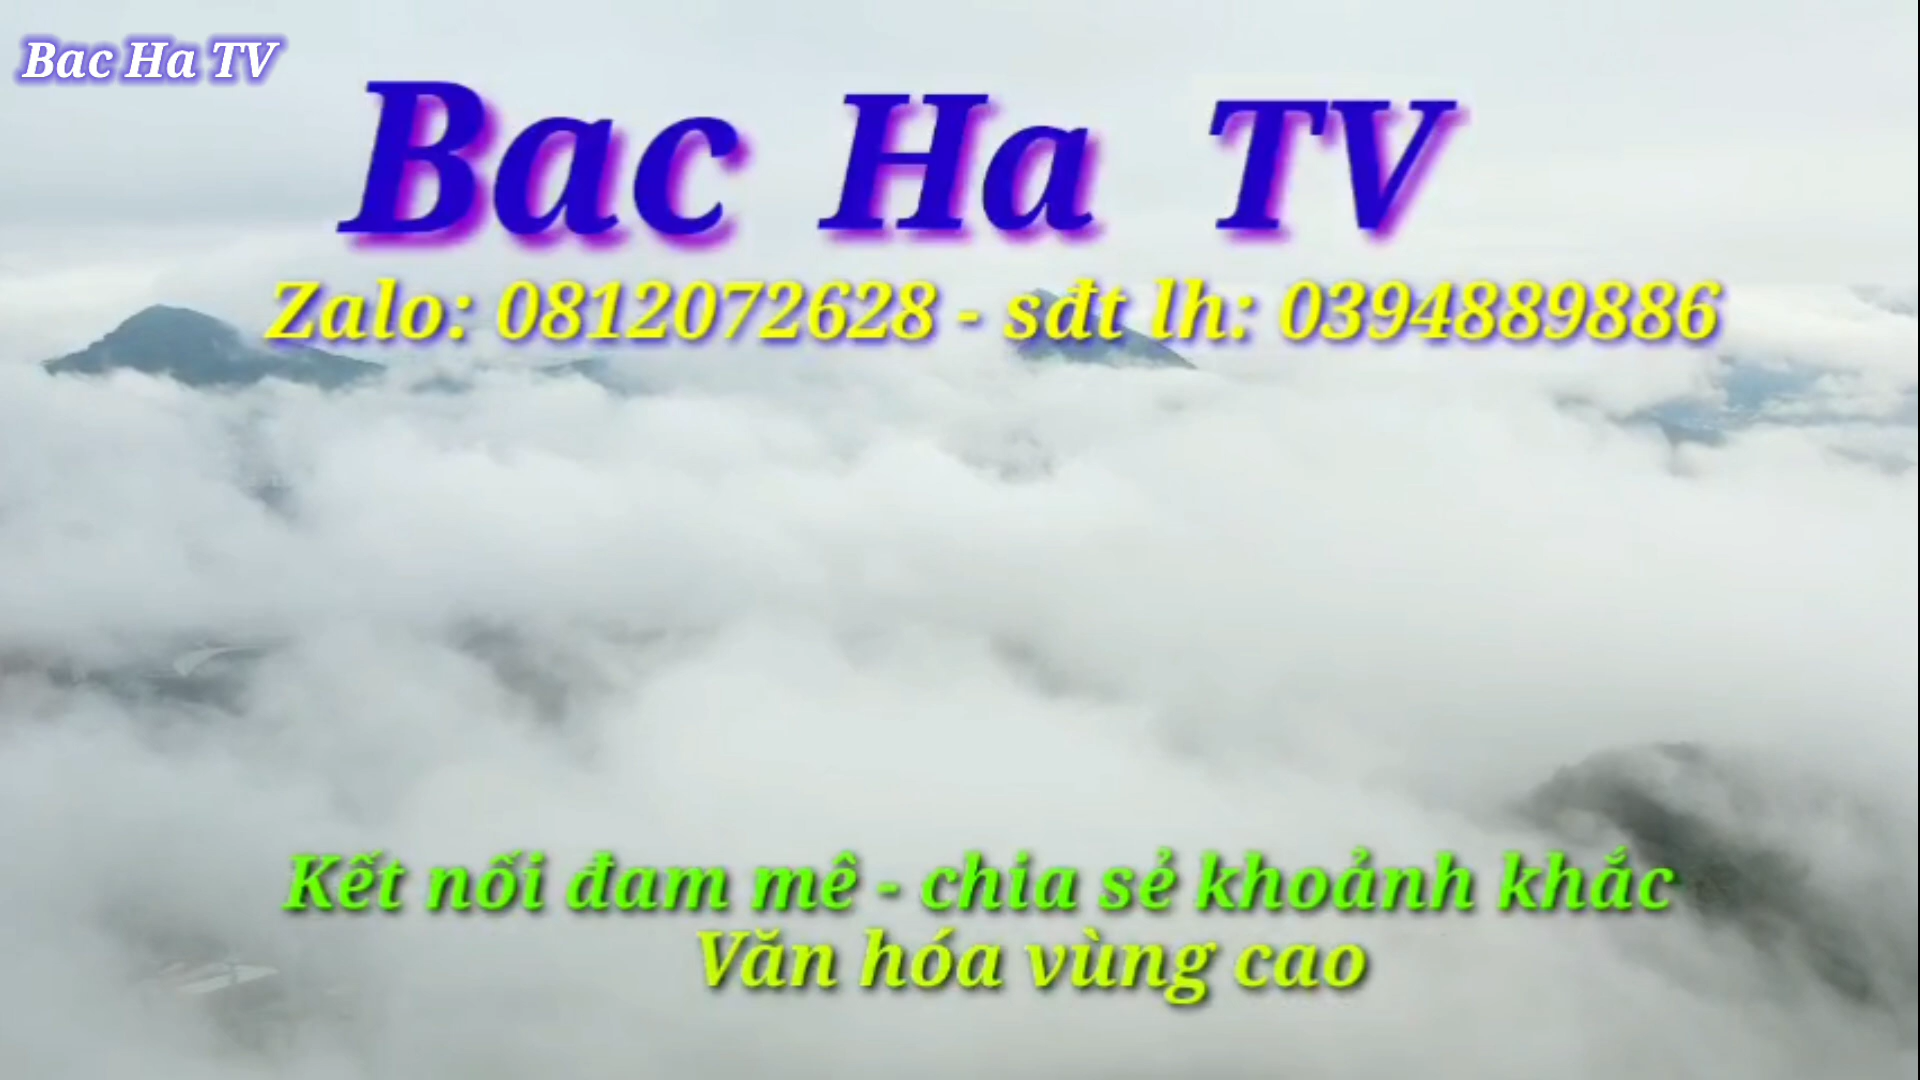 Bac Ha TV
Bac Ha TV
Zalo: 0812072628 - sđt lh: 0394889886
Kết nối đam mê - chia sẻ khoảnh khắc
Văn hóa vùng cao